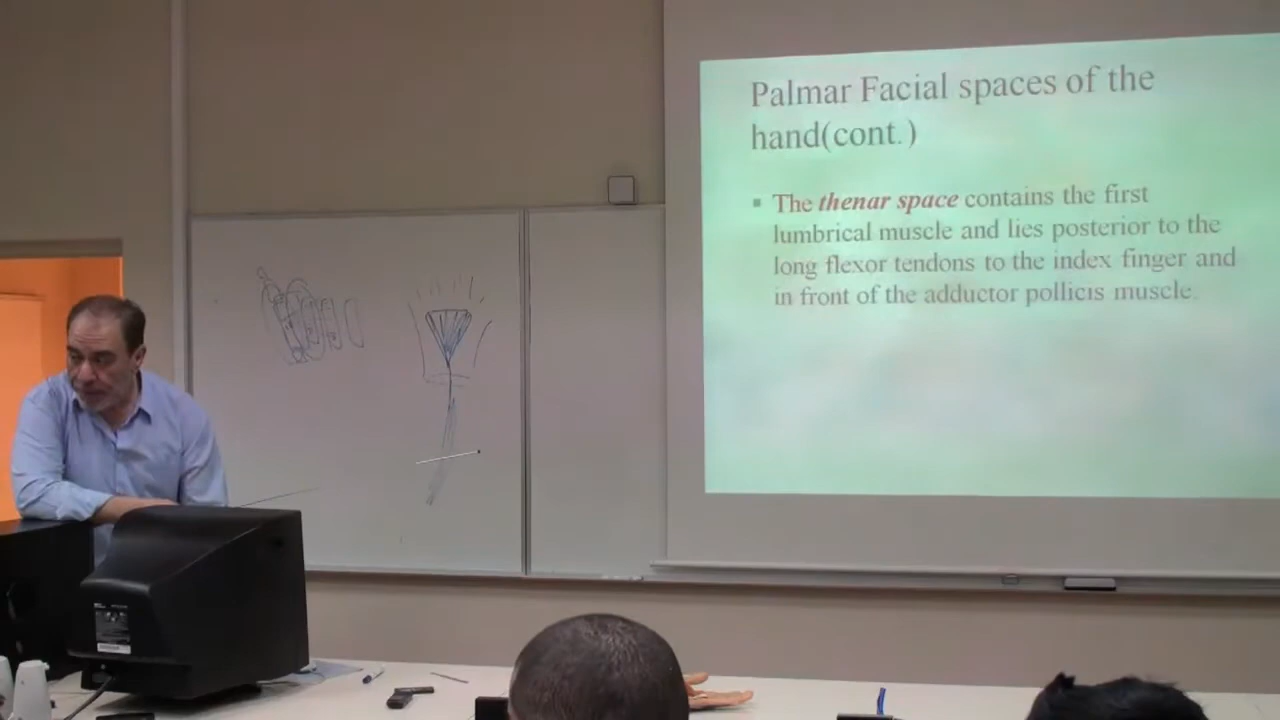 Palmar Facial spaces of the
hand(cont.)
▪ The thenar space contains the first
lumbrical muscle and lies posterior to the
long flexor tendons to the index finger and
in front of the adductor pollicis muscle.